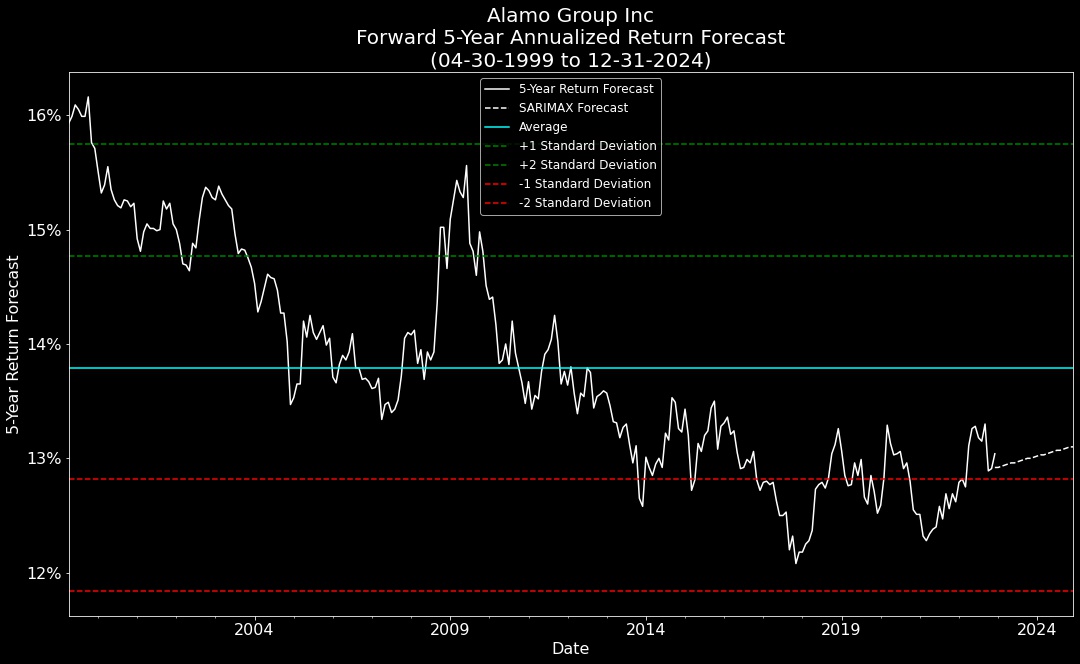 Alamo Group Inc
Forward 5-Year Annualized Return Forecast
(04-30-1999 to 12-31-2024)
5-Year Return Forecast
SARIMAX Forecast
Average
+1 Standard Deviation
+2 Standard Deviation
-1 Standard Deviation
-2 Standard Deviation
16%
15%
14%
13%
12%
5-Year Return Forecast
2004
2009
2014
2019
2024
Date